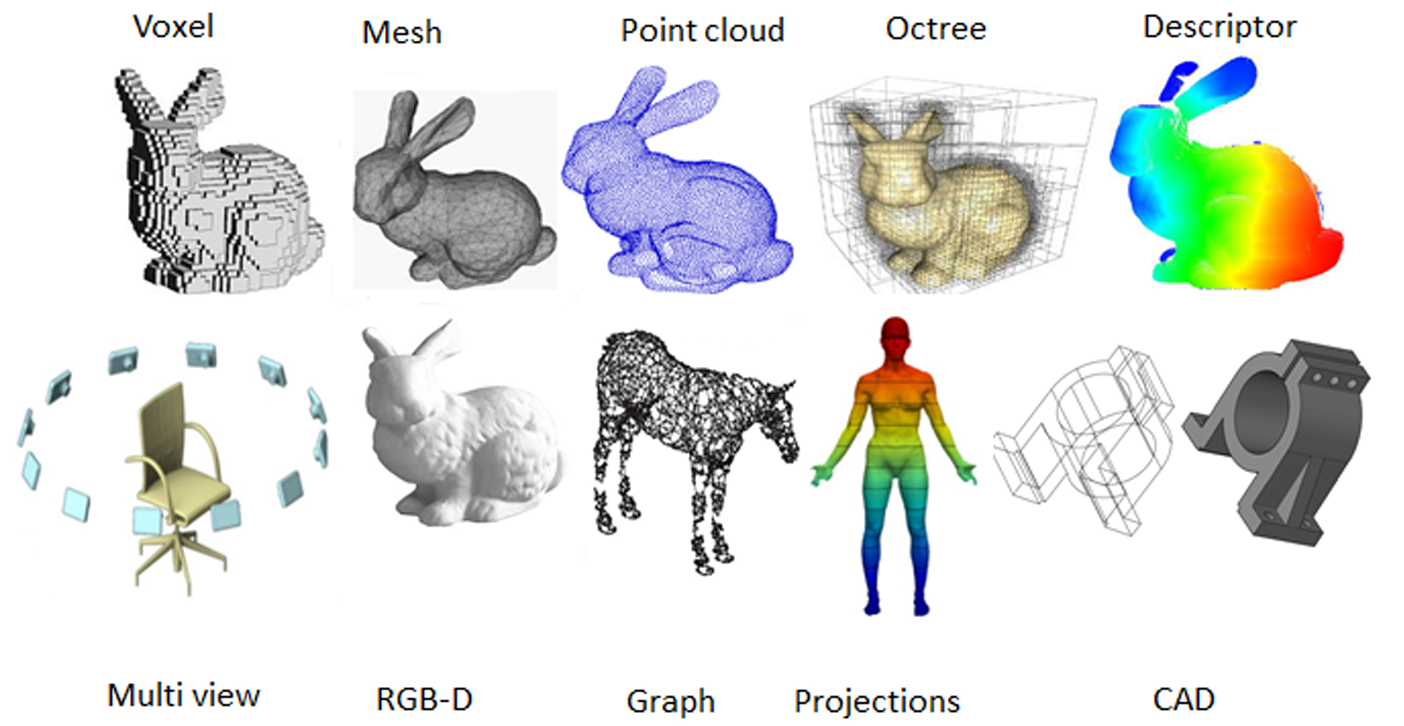 Voxel
Mesh
Point cloud
Octree
Descriptor
Multi view
RGB-D
Graph
Projections
CAD